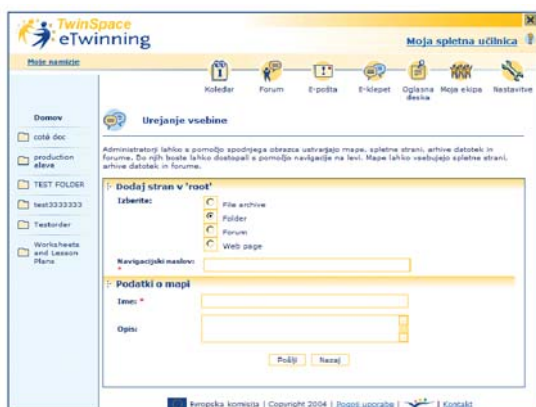 TwinSpace
eTwinning
Moja spletna učilnica
Moje namizje
Koledar Forum E-pošta E-klepet Oglasna deska Moja ekipa Nastavitve
Domov
coté doc
production eleve
TEST FOLDER
test3333333
Testorder
Worksheets and Lesson Plans
Urejanje vsebine
Administratorji lahko s pomočjo spodnjega obrazca ustvarjajo mape, spletne strani, arhive datotek in
forume. Do njih boste lahko dostopali s pomočjo navigacije na levi. Mape lahko vsebujejo spletne strani,
arhive datotek in forume.
Dodaj stran v 'root'
Izberite:
File archive
Folder
Forum
Web page
Navigacijski naslov:
*
Podatki o mapi
Ime: *
Opis:
Pošlji Nazaj
Evropska komisija | Copyright 2004 | Pogoji uporabe | | Kontakt